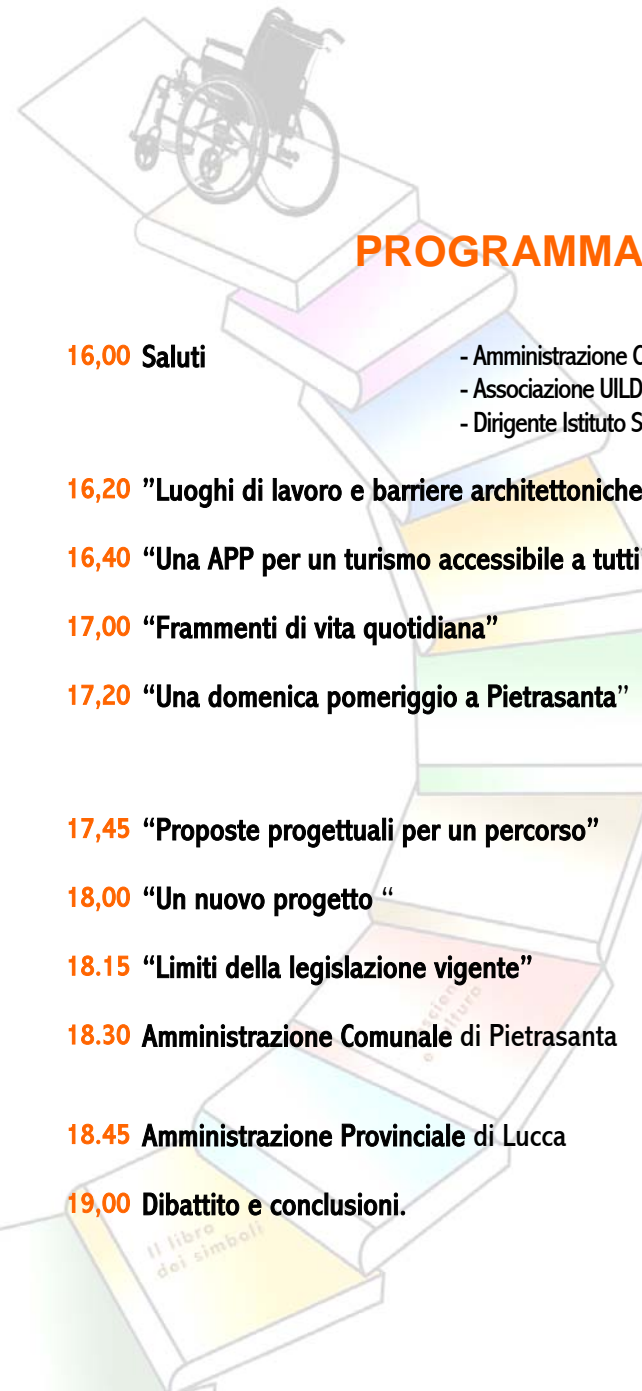 PROGRAMMA
16,00 Saluti - Amministrazione C
- Associazione UILD
- Dirigente Istituto S
16,20 ”Luoghi di lavoro e barriere architettoniche
16,40 “Una APP per un turismo accessibile a tutti
17,00 “Frammenti di vita quotidiana”
17,20 “Una domenica pomeriggio a Pietrasanta”
17,45 “Proposte progettuali per un percorso”
18,00 “Un nuovo progetto “
18.15 “Limiti della legislazione vigente”
18.30 Amministrazione Comunale di Pietrasanta
18.45 Amministrazione Provinciale di Lucca
19,00 Dibattito e conclusioni.
Il libro
dei simboli